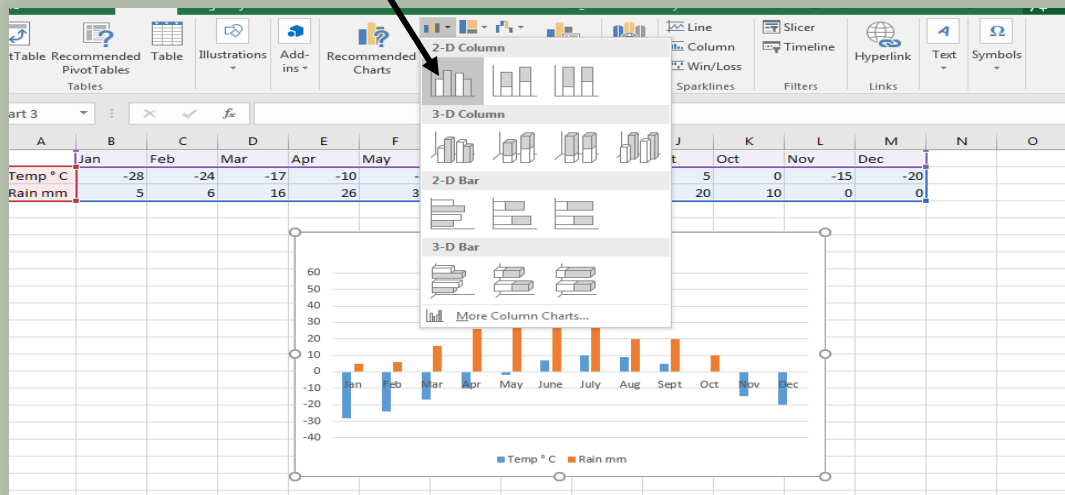 Line
Slicer
2-D Column
Column
Timeline
Table Recommended Table Illustrations Add- Recommended Hyperlink Text Symbols
PivotTables ins Charts Win/Loss
Tables Sparklines Filters Links
art 3 fx
3-D Column
A B C D E F J K L M N O
Jan Feb Mar Apr May t Oct Nov Dec
Temp ° C -28 -24 -17 -10 - 5 0 -15 -20
Rain mm 5 6 16 26 3 20 10 0 0
2-D Bar
3-D Bar
More Column Charts...
60
50
40
30
20
10
0
-10 Jan Feb Mar Apr May June July Aug Sept Oct Nov Dec
-20
-30
-40
Temp ° C Rain mm